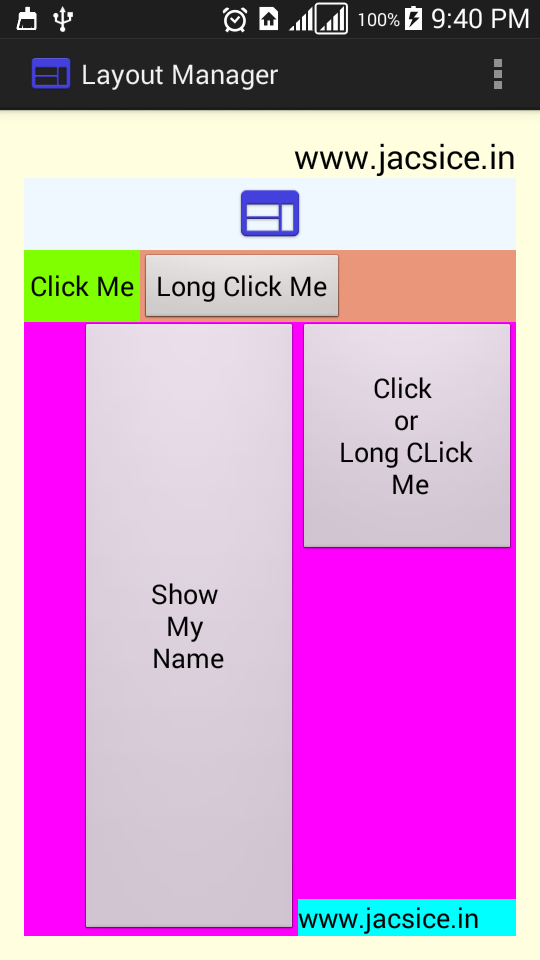 100% 9:40 PM
Layout Manager
www.jacsice.in
Click Me Long Click Me
Click
or
Long CLick
Me
Show
My
Name
www.jacsice.in